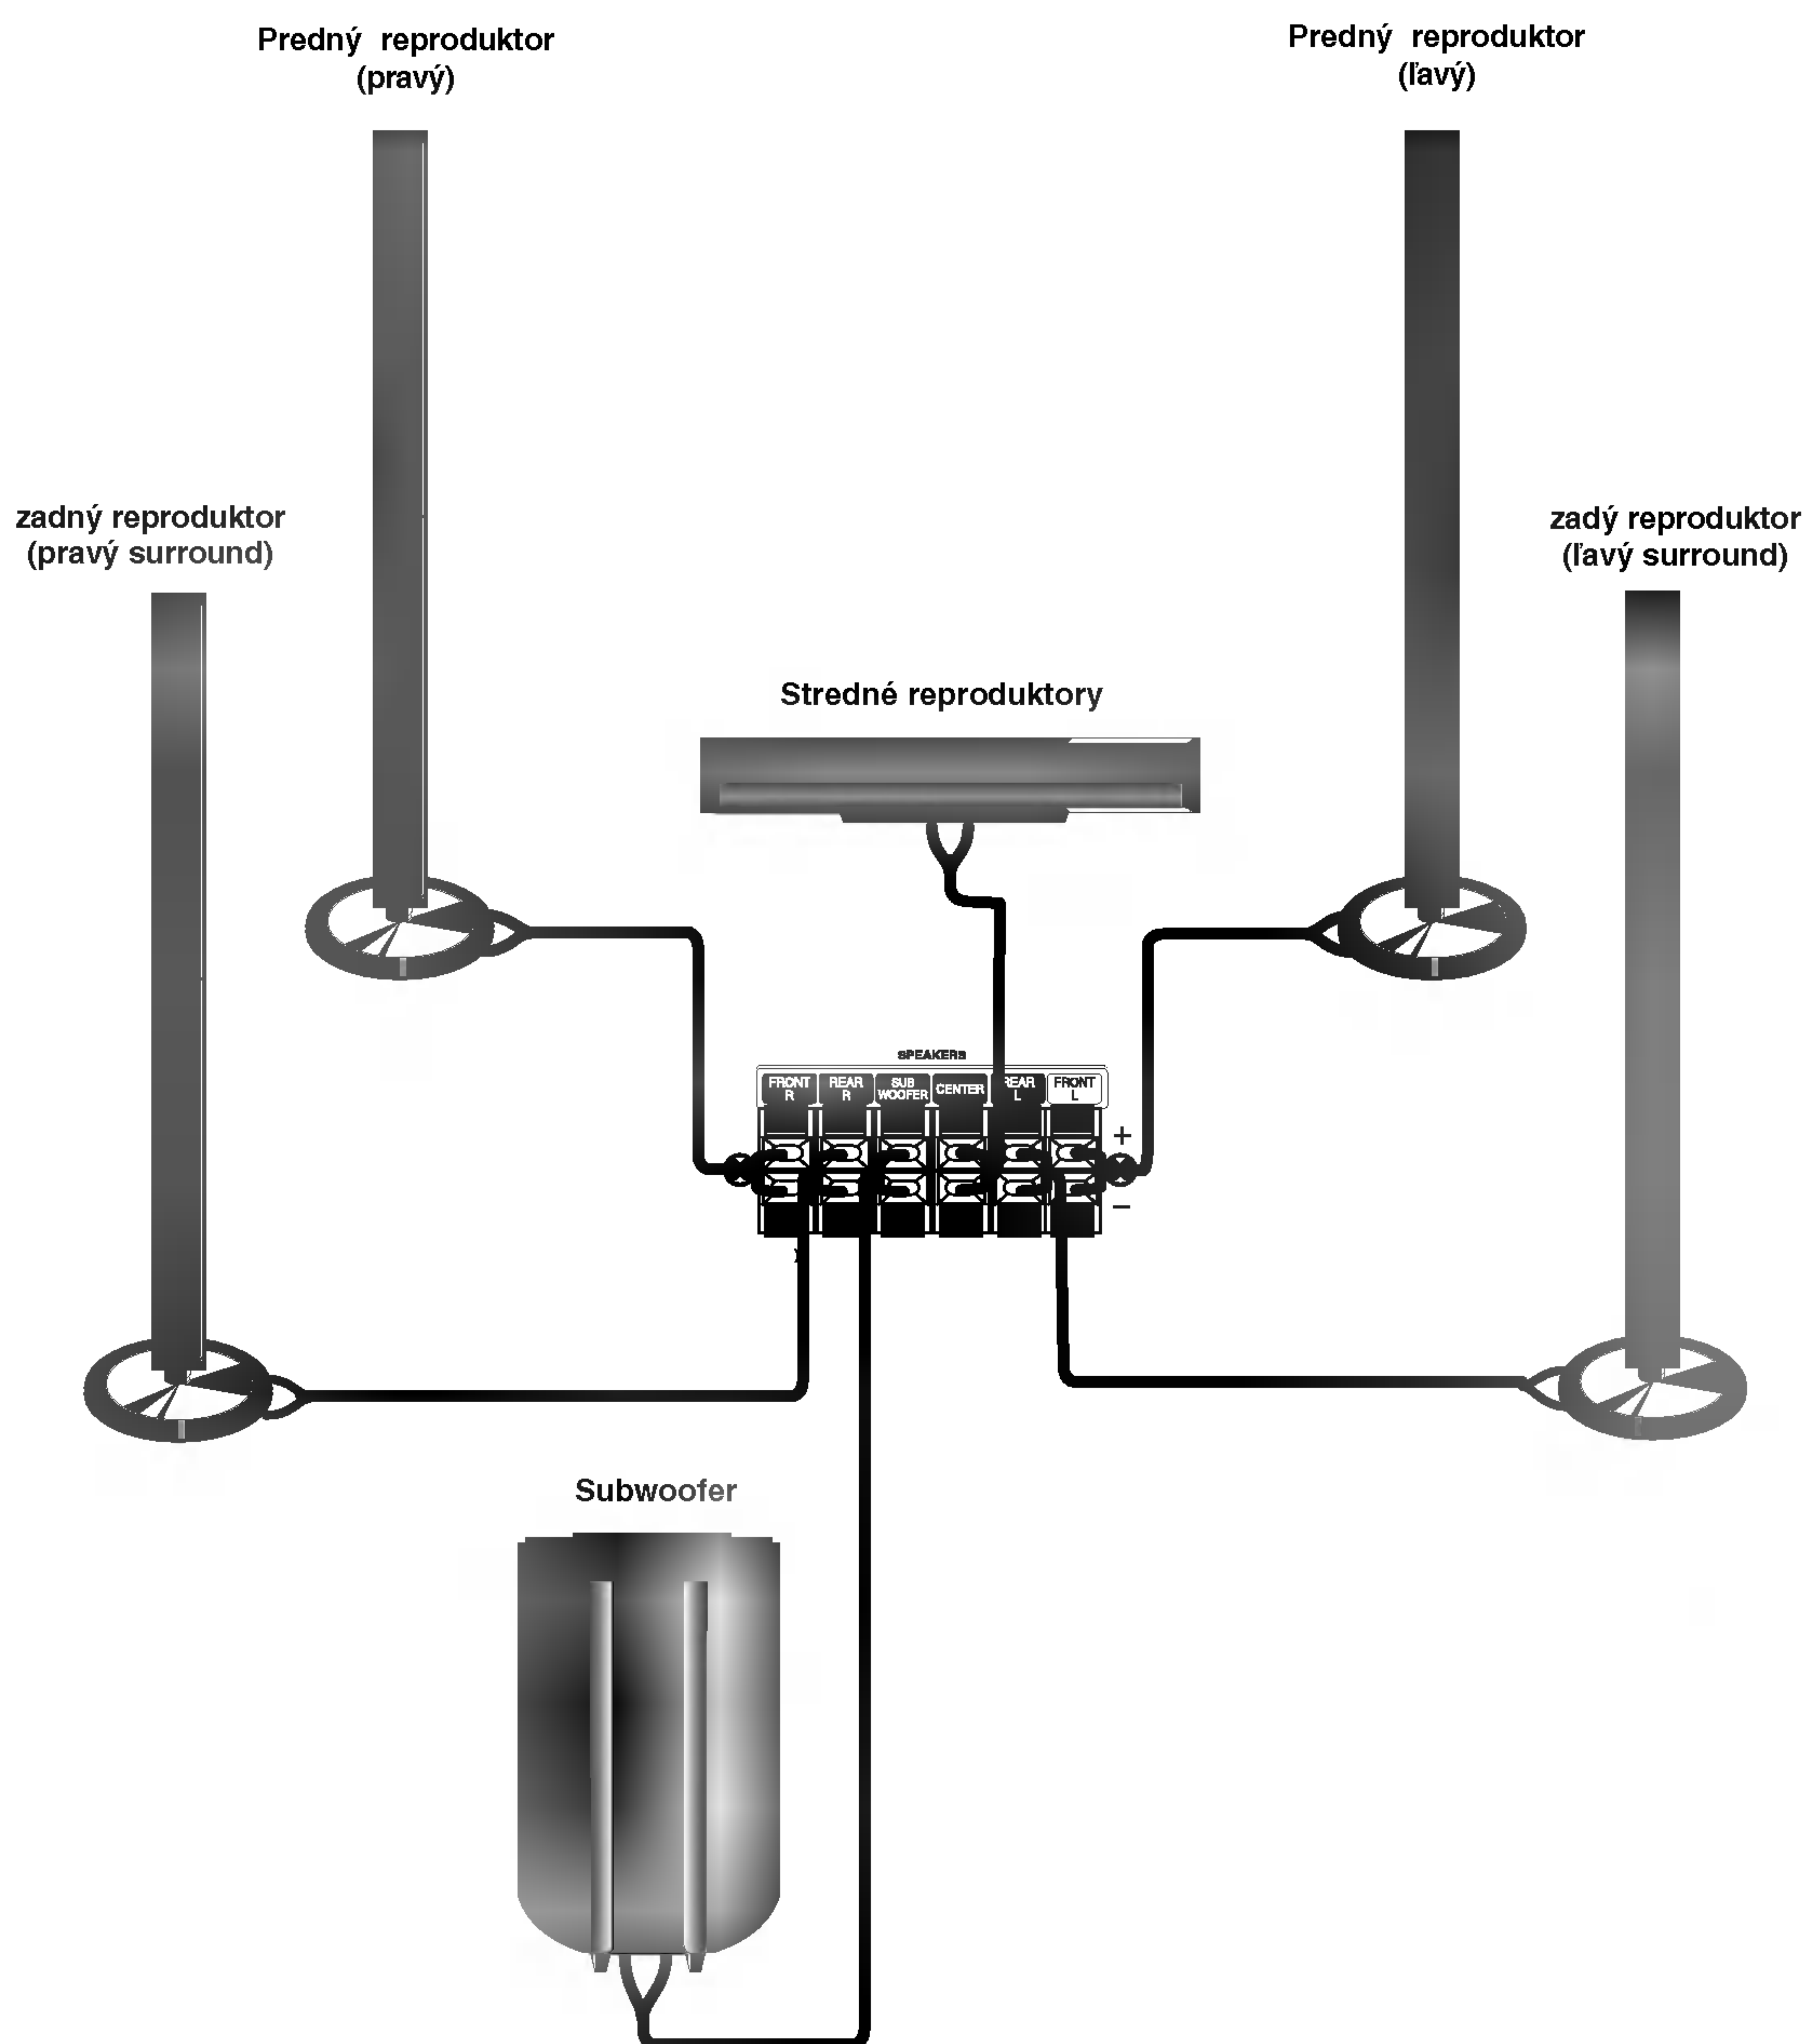 Predný reproduktor
(pravý)
Predný reproduktor
(ľavý)
zadný reproduktor
(pravý surround)
zadý reproduktor
(ľavý surround)
Stredné reproduktory
SPEAKERS
FRONT
R
REAR
R
SUB
WOOFER
CENTER
REAR
L
FRONT
L
+
–
Subwoofer